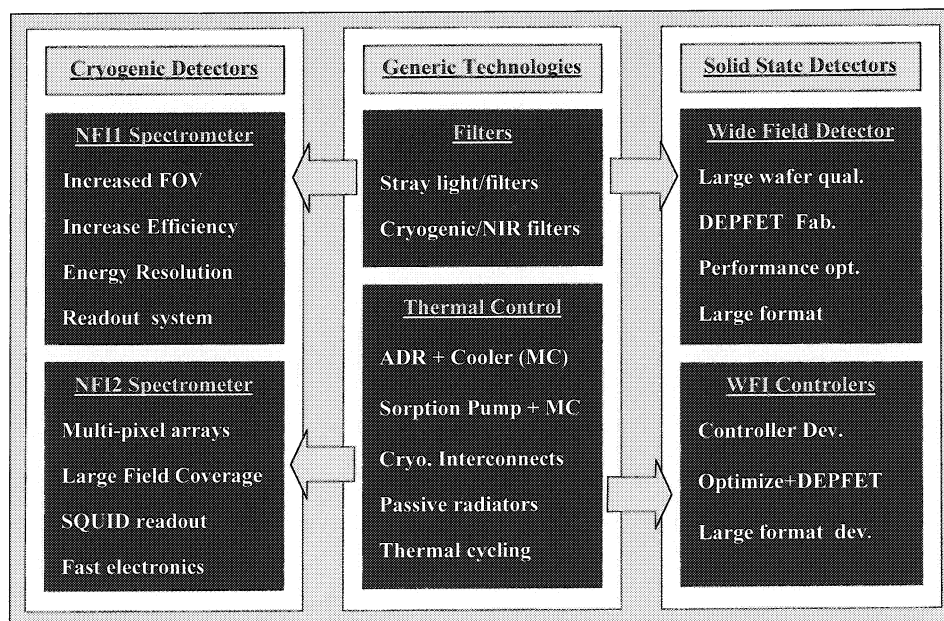 Cryogenic Detectors
NFI1 Spectrometer
Increased FOV
Increase Efficiency
Energy Resolution
Readout system
NFI2 Spectrometer
Multi-pixel arrays
Large Field Coverage
SQUID readout
Fast electronics
Generic Technologies
Filters
Stray light/filters
Cryogenic/NIR filters
Thermal Control
ADR + Cooler (MC)
Sorption Pump + MC
Cryo. Interconnects
Passive radiators
Thermal cycling
Solid State Detectors
Wide Field Detector
Large wafer qual.
DEPFET Fab.
Performance opt.
Large format
WFI Controlers
Controller Dev.
Optimize+DEPFET
Large format dev.